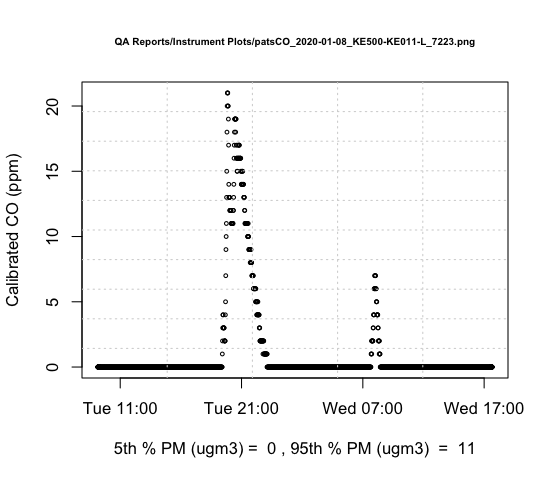 QA Reports/Instrument Plots/patsCO_2020-01-08_KE500-KE011-L_7223.png
Calibrated CO (ppm)
20
15
10
5
0
Tue 11:00 Tue 21:00 Wed 07:00 Wed 17:00
5th % PM (ugm3) = 0 , 95th % PM (ugm3) = 11